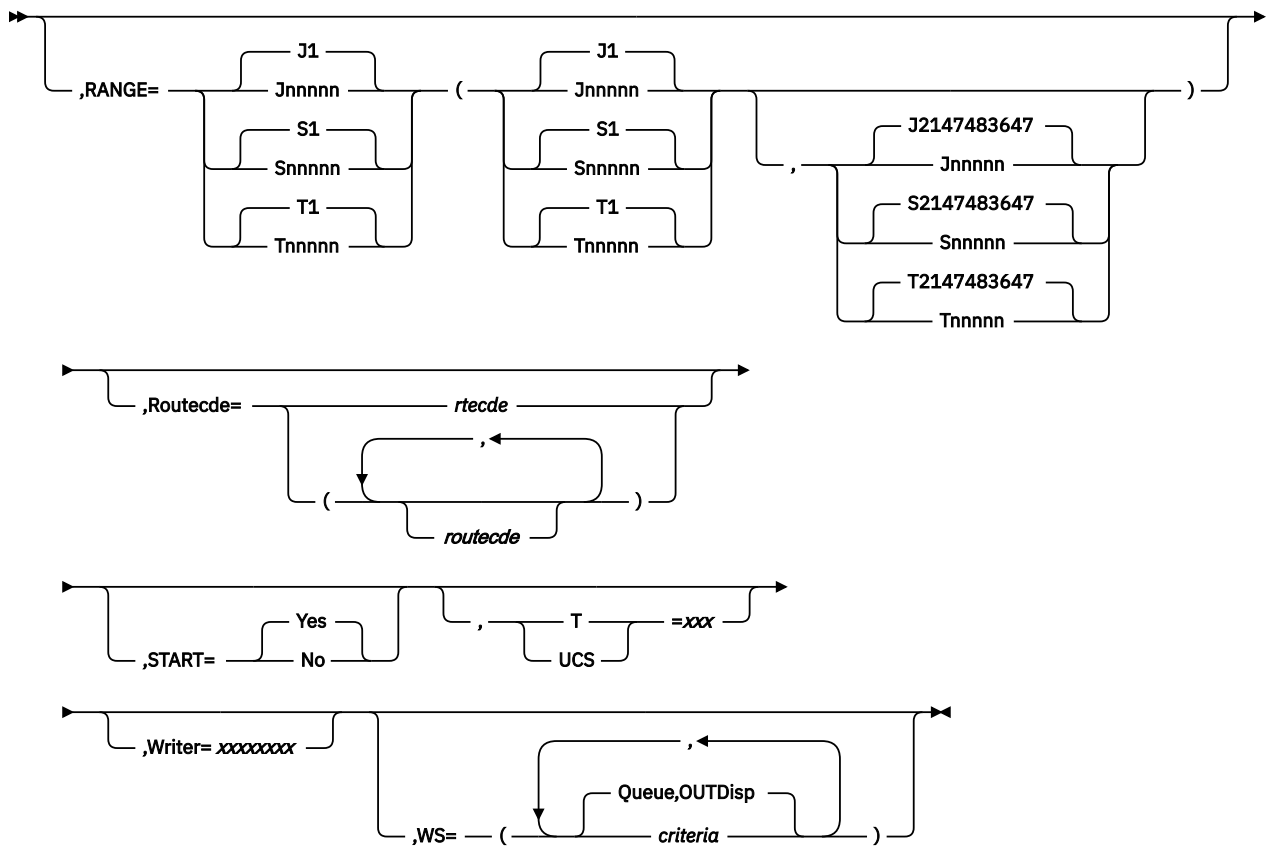 J1 J1
,RANGE= Jnnnnn ( Jnnnnn )
S1 S1 J2147483647
Snnnnn Snnnnn , Jnnnnn
T1 T1 S2147483647
Tnnnnn Tnnnnn Snnnnn
T2147483647
Tnnnnn
,Routecde= rtecde
,
( )
routecde
Yes , T =xxx
,START= No UCS
,Writer= xxxxxxxx
,
Queue,OUTDisp
,WS= ( criteria )